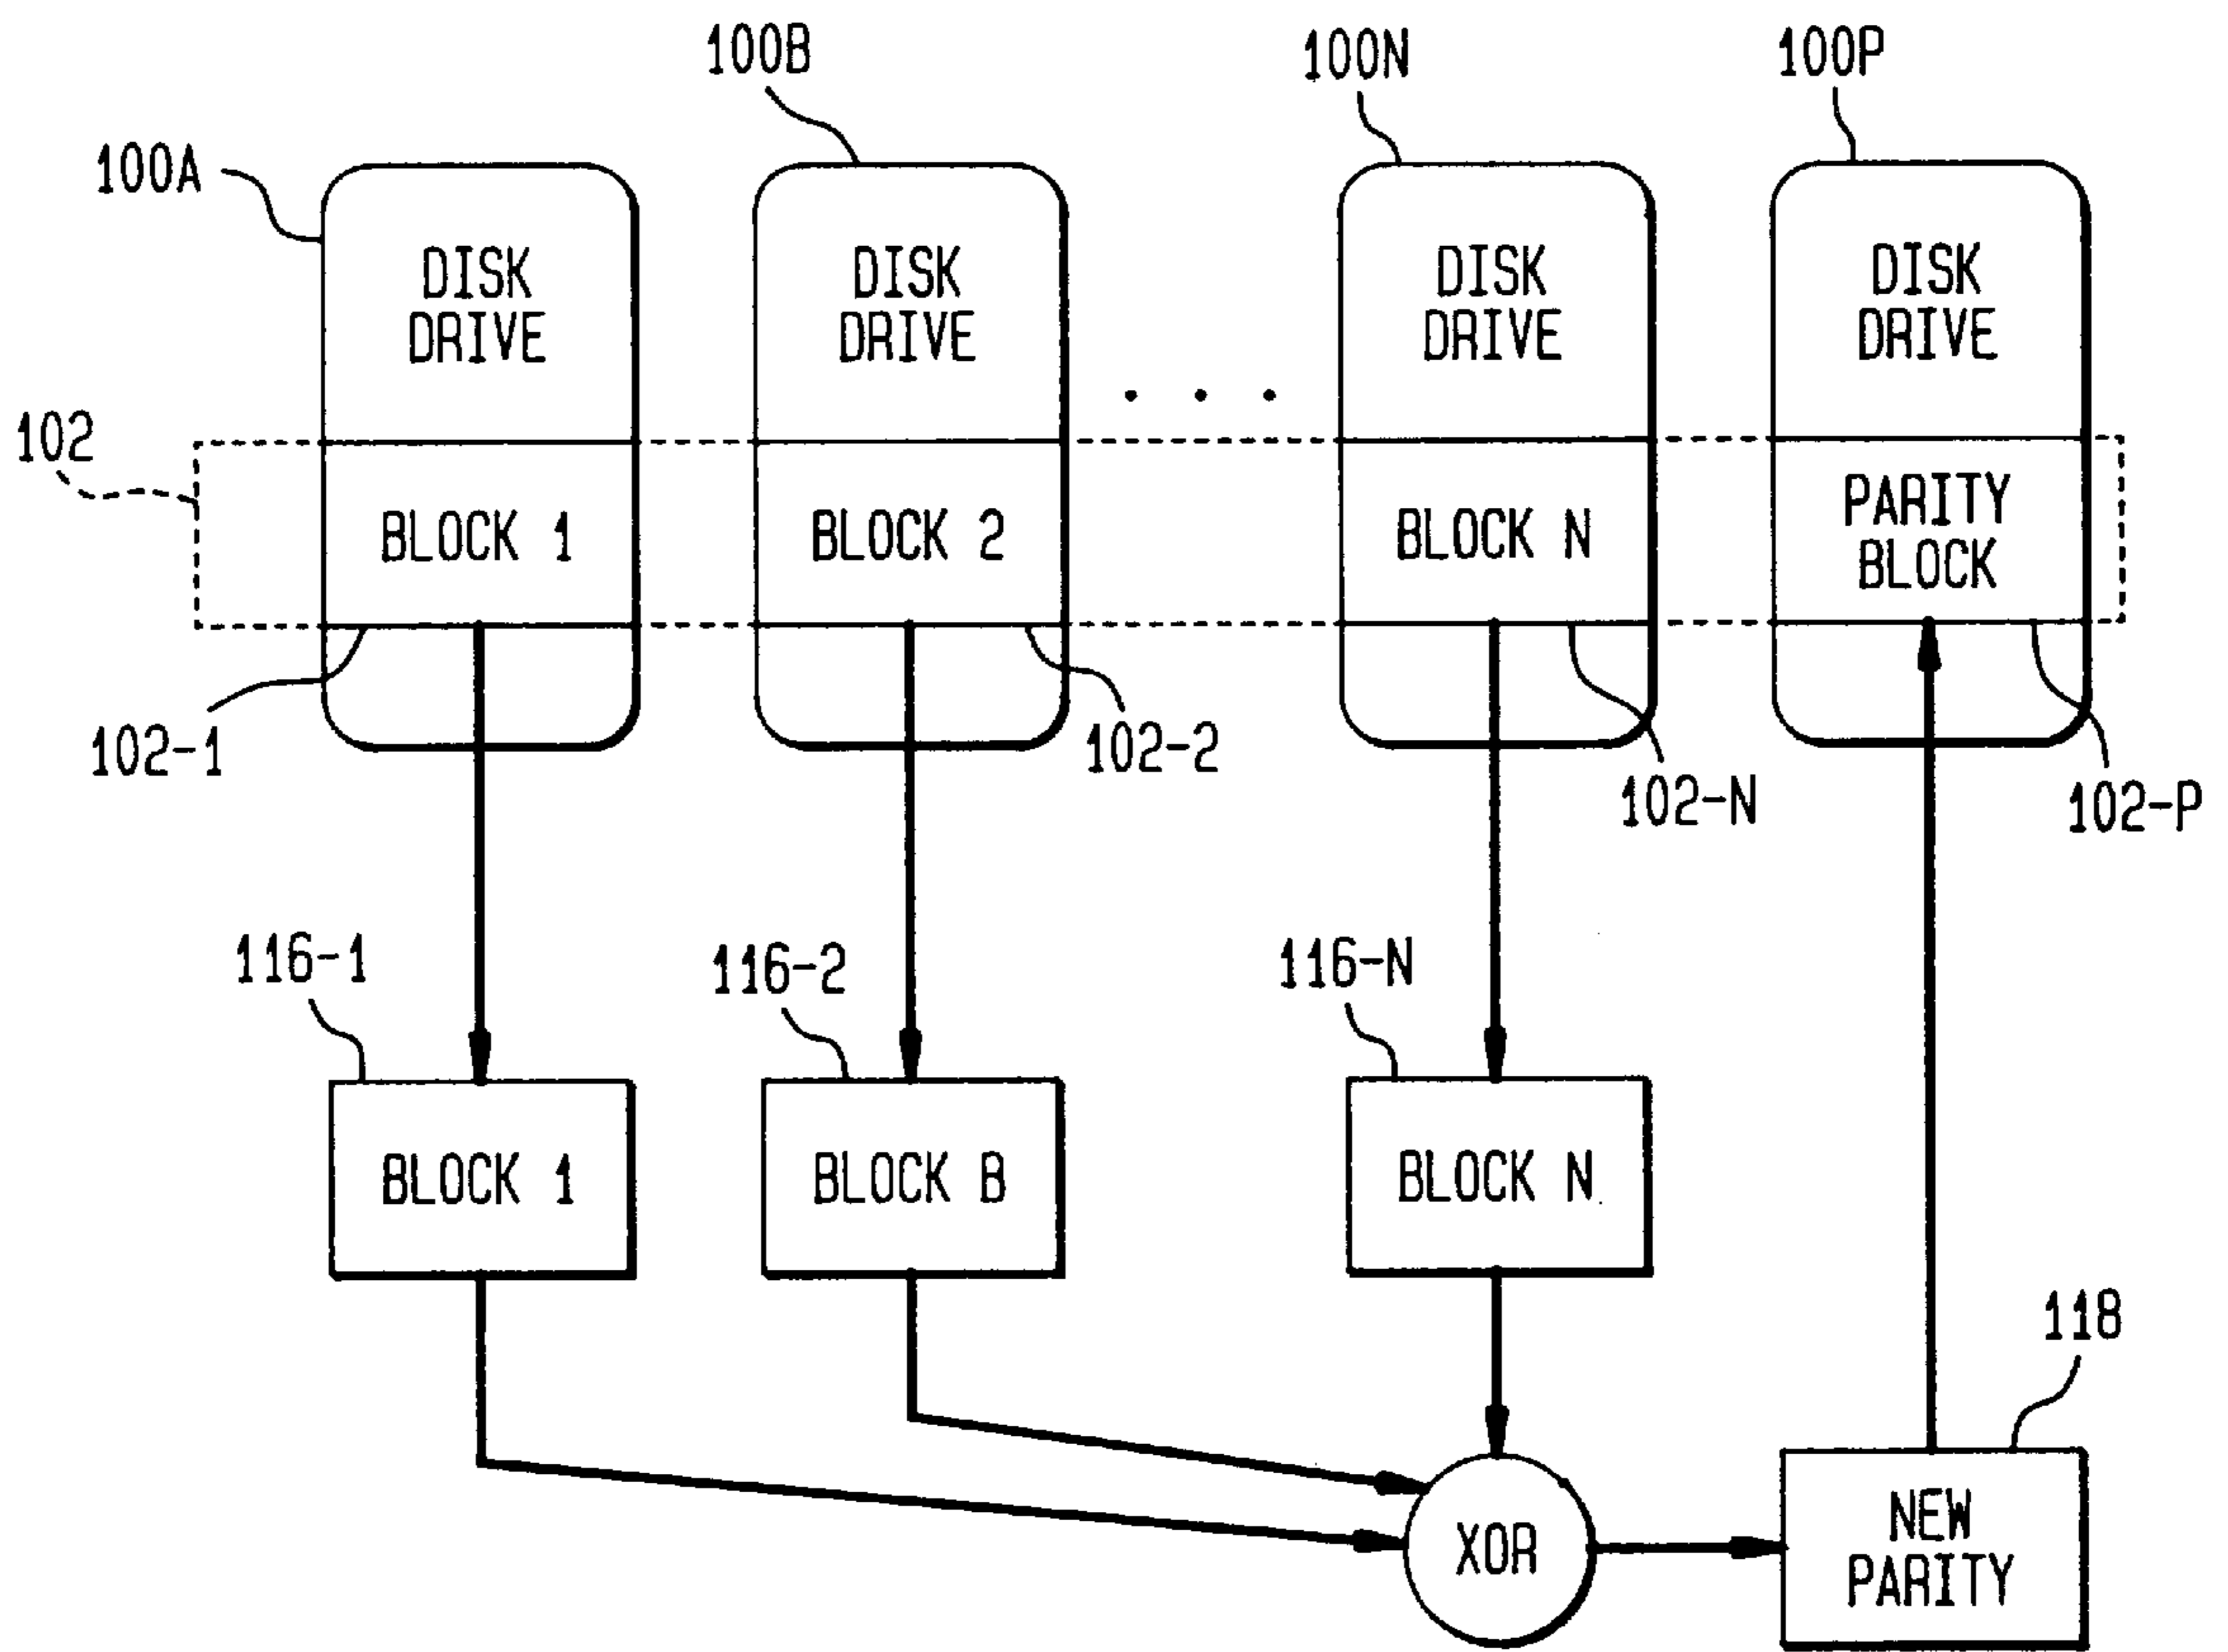 100B
100N
100P
100A
DISK
DRIVE
DISK
DRIVE
DISK
DRIVE
DISK
DRIVE
. . .
102
BLOCK 1
BLOCK 2
BLOCK N
PARITY
BLOCK
102-1
102-2
102-N
102-P
116-1
116-2
116-N
BLOCK 1
BLOCK B
BLOCK N
118
XOR
NEW
PARITY